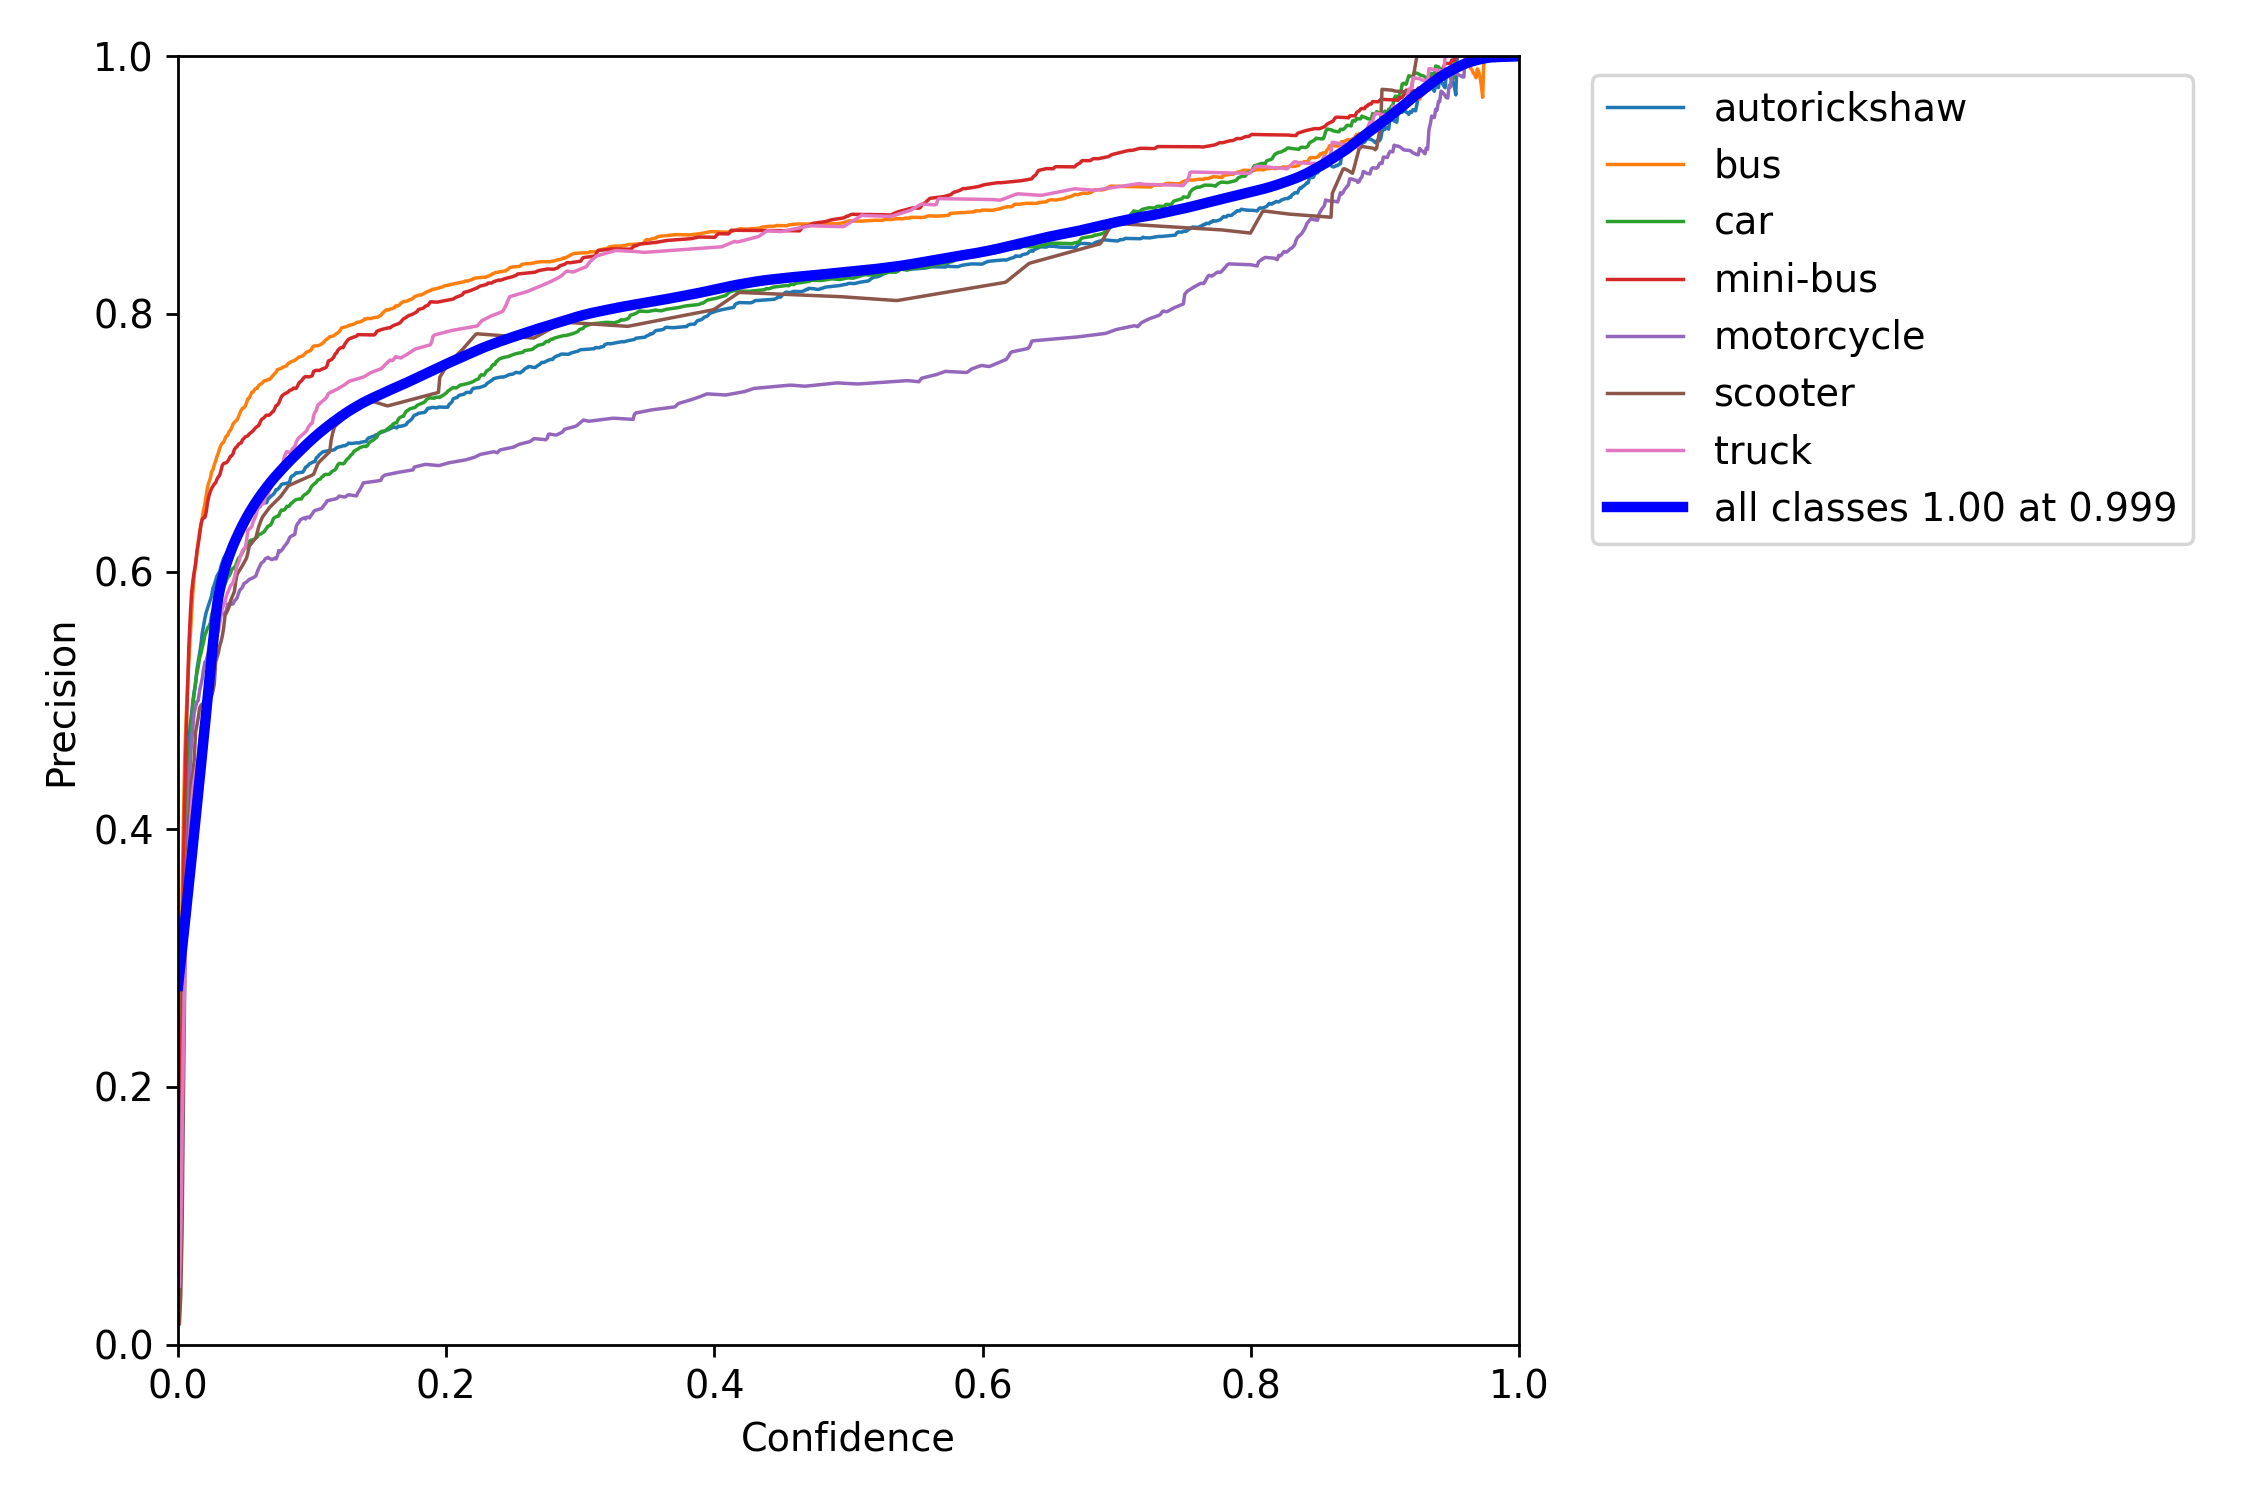 1.0
0.8
0.6
0.4
0.2
0.0
0.0 0.2 0.4 0.6 0.8 1.0
Precision
Confidence
autorickshaw
bus
car
mini-bus
motorcycle
scooter
truck
all classes 1.00 at 0.999